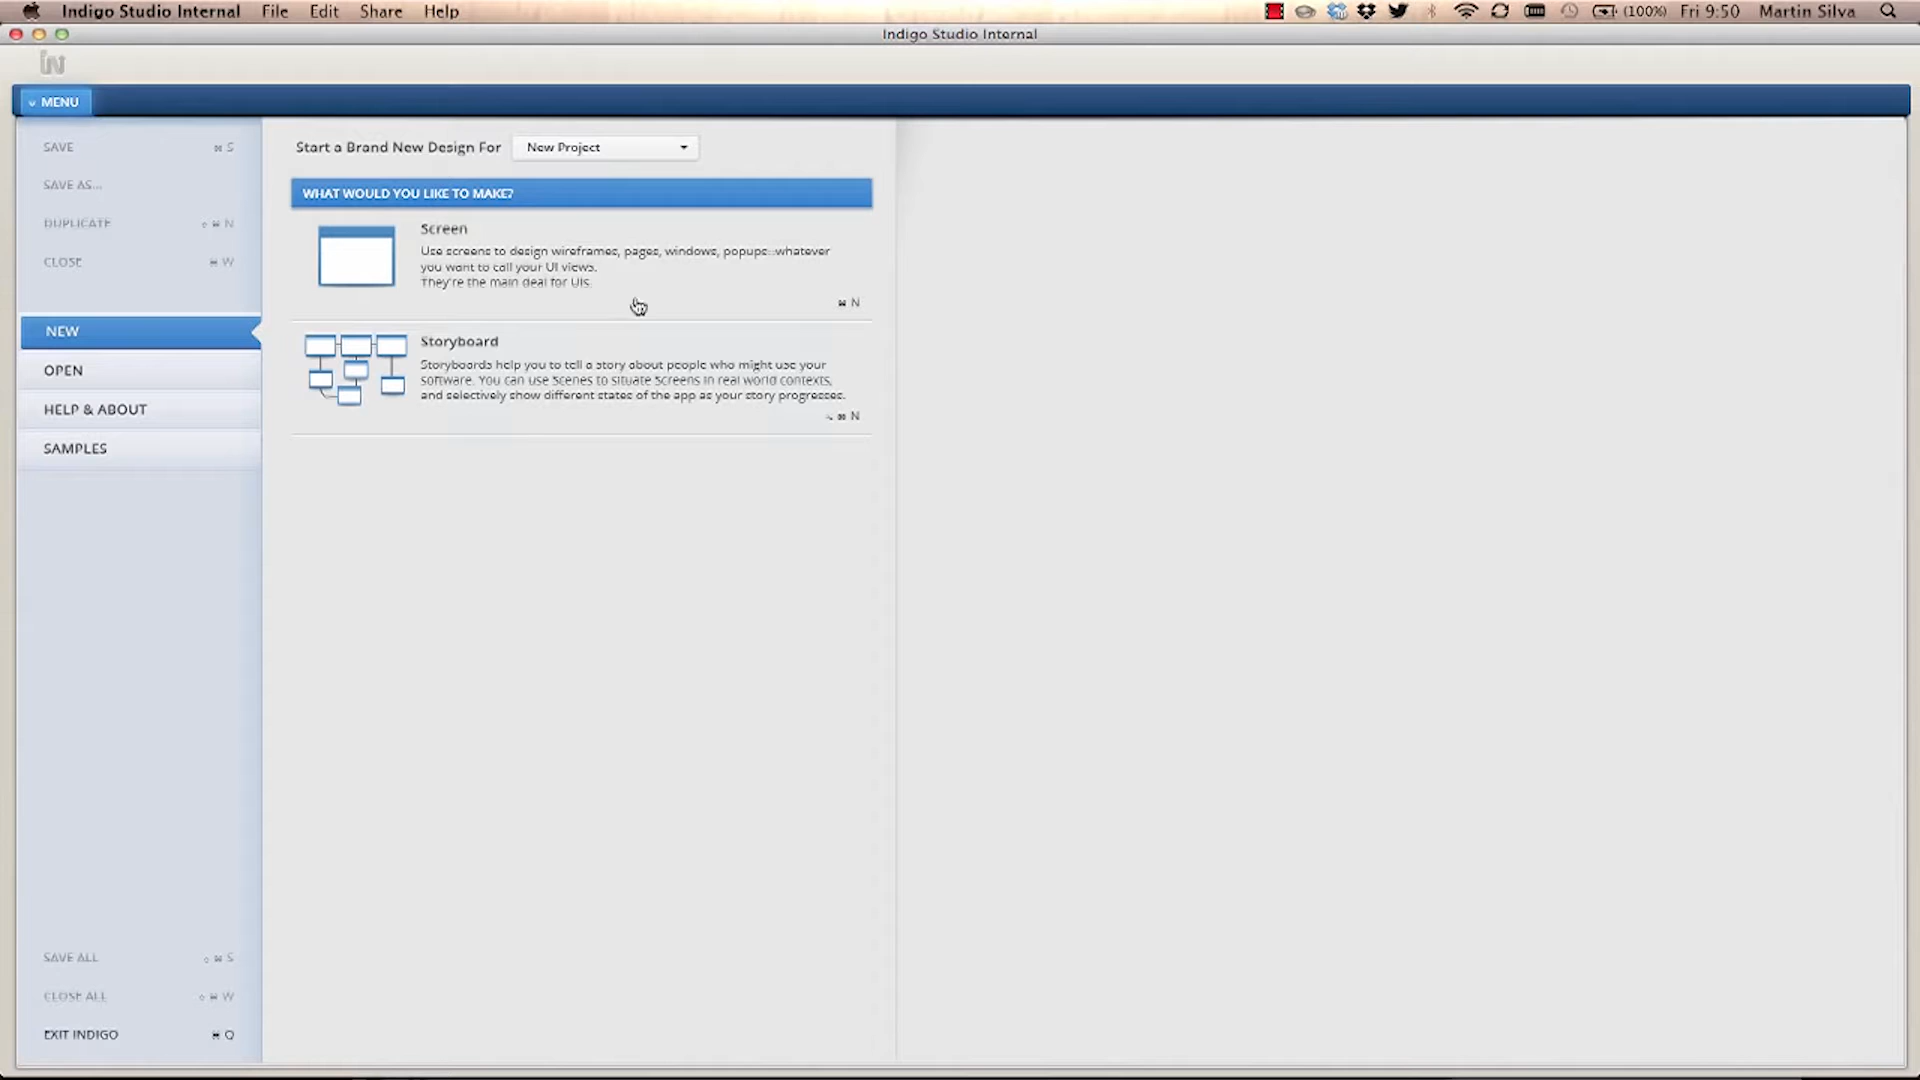 Indigo Studio Internal File Edit Share Help (100%) Fri 9:50 Martin Silva
Indigo Studio Internal
in
MENU
SAVE ⌘ S
SAVE AS...
DUPLICATE ⇧ ⌘ N
CLOSE ⌘ W
NEW
OPEN
HELP & ABOUT
SAMPLES
SAVE ALL ⇧ ⌘ S
CLOSE ALL ⇧ ⌘ W
EXIT INDIGO ⌘ Q
Start a Brand New Design For New Project
WHAT WOULD YOU LIKE TO MAKE?
Screen
Use screens to design wireframes, pages, windows, popups--whatever
you want to call your UI views.
They're the main deal for UIs.
⌘ N
Storyboard
Storyboards help you to tell a story about people who might use your
software. You can use Scenes to situate Screens in real world contexts,
and selectively show different states of the app as your story progresses.
⌥ ⌘ N